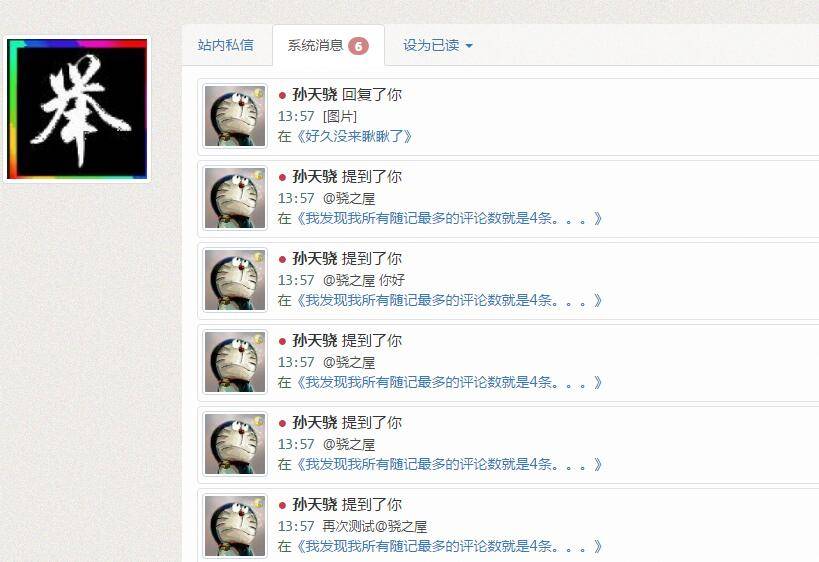 举
站内私信 系统消息 6 设为已读
孙天骁 回复了你
13:57 [图片]
在《好久没来瞅瞅了》
孙天骁 提到了你
13:57 @骁之屋
在《我发现我所有随记最多的评论数就是4条。。。》
孙天骁 提到了你
13:57 @骁之屋 你好
在《我发现我所有随记最多的评论数就是4条。。。》
孙天骁 提到了你
13:57 @骁之屋
在《我发现我所有随记最多的评论数就是4条。。。》
孙天骁 提到了你
13:57 @骁之屋
在《我发现我所有随记最多的评论数就是4条。。。》
孙天骁 提到了你
13:57 再次测试@骁之屋
在《我发现我所有随记最多的评论数就是4条。。。》